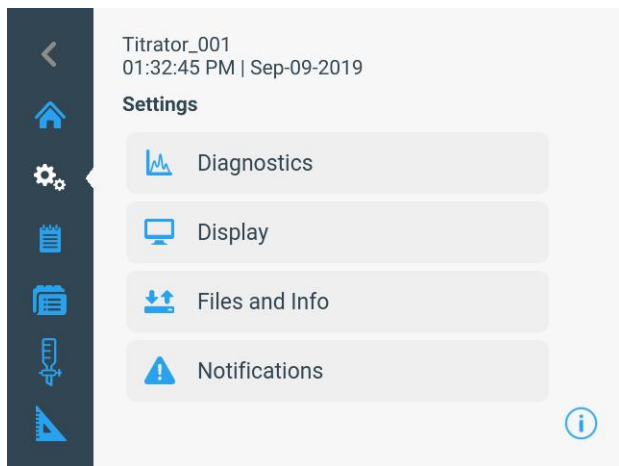 Titrator_001
01:32:45 PM | Sep-09-2019
Settings
Diagnostics
Display
Files and Info
Notifications